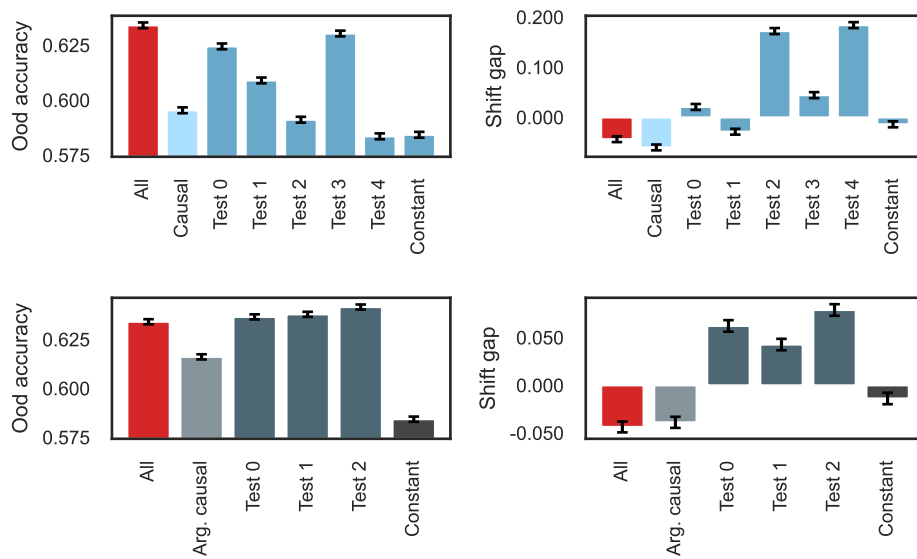 Ood accuracy
0.625
0.600
0.575
All
Causal
Test 0
Test 1
Test 2
Test 3
Test 4
Constant
Shift gap
0.200
0.100
0.000
All
Causal
Test 0
Test 1
Test 2
Test 3
Test 4
Constant
Ood accuracy
0.625
0.600
0.575
All
Arg. causal
Test 0
Test 1
Test 2
Constant
Shift gap
0.050
0.000
-0.050
All
Arg. causal
Test 0
Test 1
Test 2
Constant